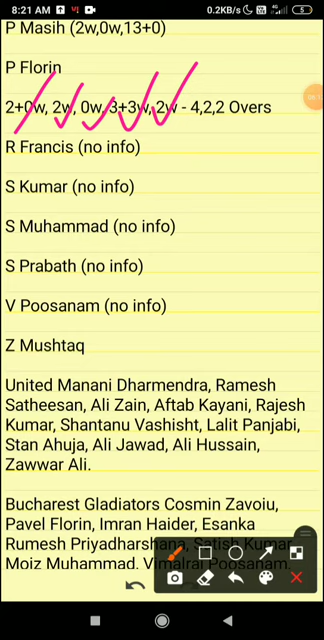 8:21 AM
0.2KB/s
4G
5
P Masih (2w,0w,13+0)
P Florin
2+0w, 2w, 0w, 3+3w, 2w - 4,2,2 Overs
R Francis (no info)
S Kumar (no info)
S Muhammad (no info)
S Prabath (no info)
V Poosanam (no info)
Z Mushtaq
United Manani Dharmendra, Ramesh
Satheesan, Ali Zain, Aftab Kayani, Rajesh
Kumar, Shantanu Vashisht, Lalit Panjabi,
Stan Ahuja, Ali Jawad, Ali Hussain,
Zawwar Ali.
Bucharest Gladiators Cosmin Zavoiu,
Pavel Florin, Imran Haider, Esanka
Rumesh Priyadharshana, Satish Kumar
Moiz Muhammad, Vimalraj Poosanam,